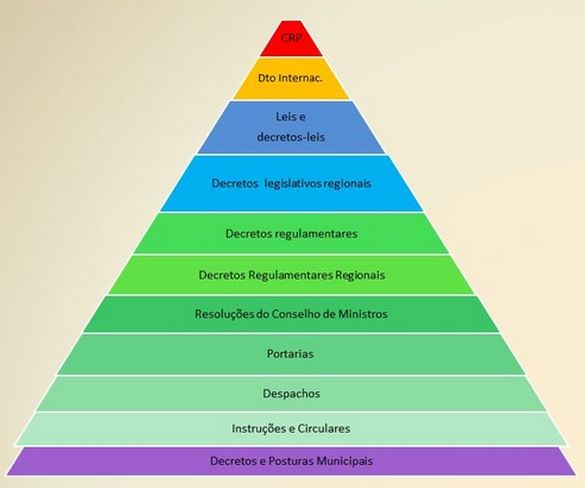 CRP
Dto Internac.
Leis e
decretos-leis
Decretos legislativos regionais
Decretos regulamentares
Decretos Regulamentares Regionais
Resoluções do Conselho de Ministros
Portarias
Despachos
Instruções e Circulares
Decretos e Posturas Municipais